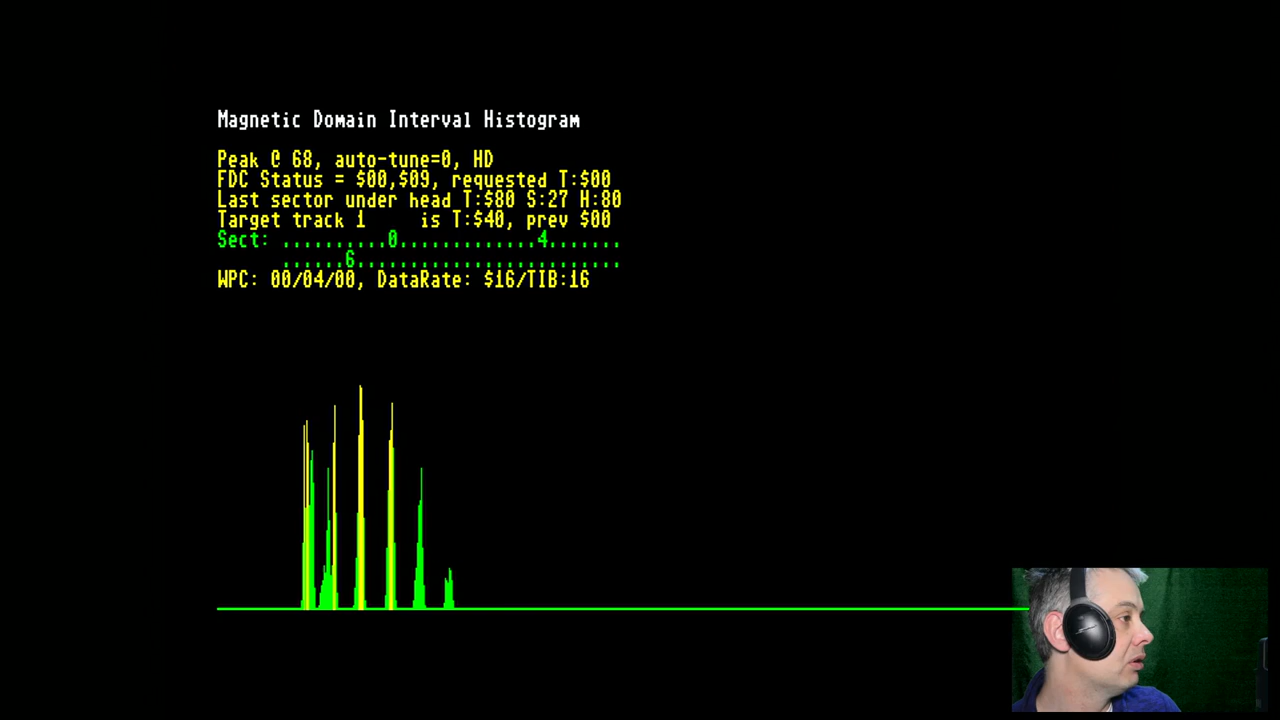 Magnetic Domain Interval Histogram
Peak @ 68, auto-tune=0, HD
FDC Status = $00,$09, requested T:$00
Last sector under head T:$80 S:27 H:80
Target track 1 is T:$40, prev $00
Sect: ..........0.............4.......
......6.........................
WPC: 00/04/00, DataRate: $16/TIB:16